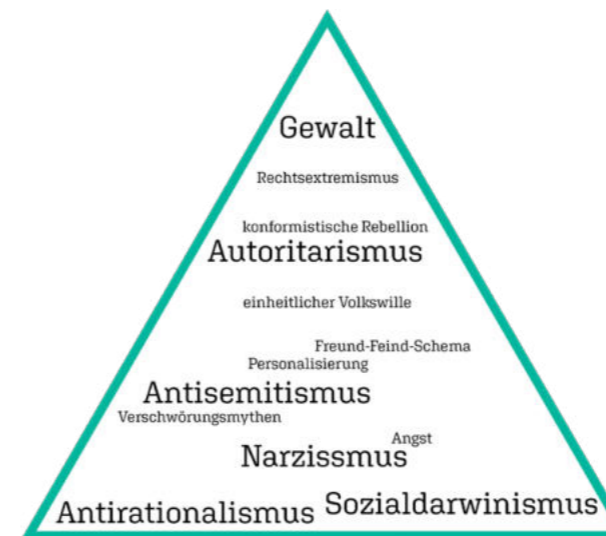 Gewalt
Rechtsextremismus
konformistische Rebellion
Autoritarismus
einheitlicher Volkswille
Freund-Feind-Schema
Personalisierung
Antisemitismus
Verschwörungsmythen
Angst
Narzissmus
Antirationalismus Sozialdarwinismus